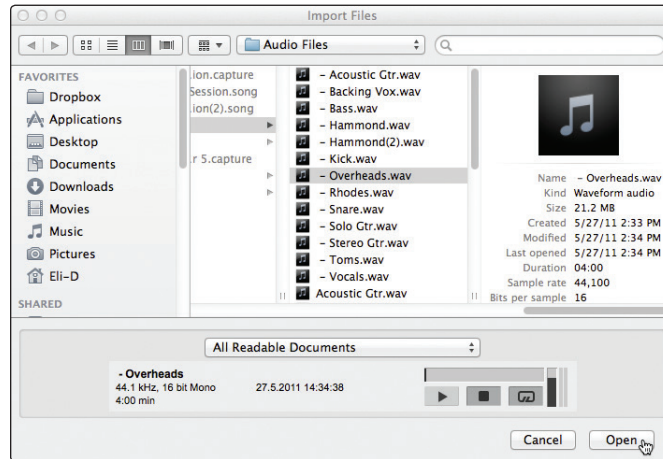 Import Files
Audio Files
FAVORITES
Dropbox
Applications
Desktop
Documents
Downloads
Movies
Music
Pictures
Eli-D
SHARED
ion.capture
Session.song
ion(2).song
.r 5.capture
- Acoustic Gtr.wav
- Backing Vox.wav
- Bass.wav
- Hammond.wav
- Hammond(2).wav
- Kick.wav
- Overheads.wav
- Rhodes.wav
- Snare.wav
- Solo Gtr.wav
- Stereo Gtr.wav
- Toms.wav
- Vocals.wav
Acoustic Gtr.wav
Name - Overheads.wav
Kind Waveform audio
Size 21.2 MB
Created 5/27/11 2:33 PM
Modified 5/27/11 2:34 PM
Last opened 5/27/11 2:34 PM
Duration 04:00
Sample rate 44,100
Bits per sample 16
All Readable Documents
- Overheads
44.1 kHz, 16 bit Mono 27.5.2011 14:34:38
4:00 min
Cancel Open